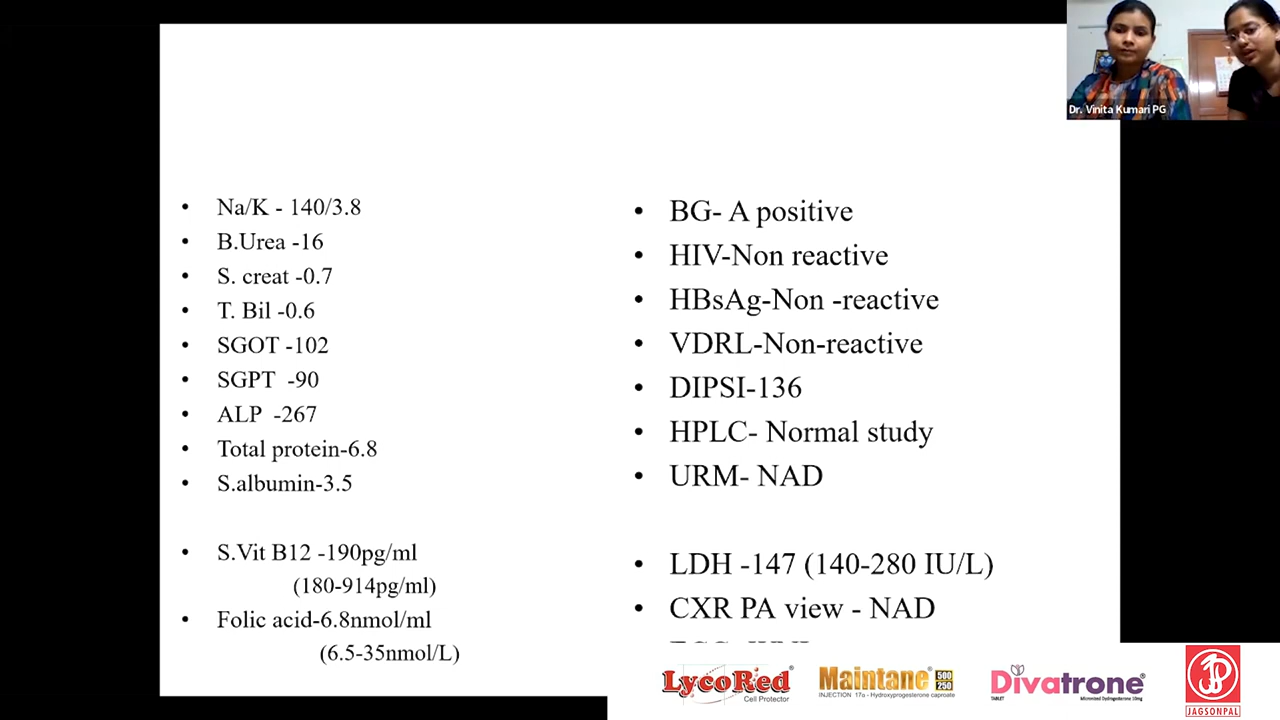 Dr. Vinita Kumari PG
• Na/K - 140/3.8
• B.Urea -16
• S. creat -0.7
• T. Bil -0.6
• SGOT -102
• SGPT -90
• ALP -267
• Total protein-6.8
• S.albumin-3.5
• S.Vit B12 -190pg/ml
(180-914pg/ml)
• Folic acid-6.8nmol/ml
(6.5-35nmol/L)
• BG- A positive
• HIV-Non reactive
• HBsAg-Non -reactive
• VDRL-Non-reactive
• DIPSI-136
• HPLC- Normal study
• URM- NAD
• LDH -147 (140-280 IU/L)
• CXR PA view - NAD
LycoRed®
Cell Protector
Maintane® 500 250
INJECTION 17α - Hydroxyprogesterone caproate
Divatrone®
TABLET Micronized Dydrogesterone 10mg
JAGSONPAL